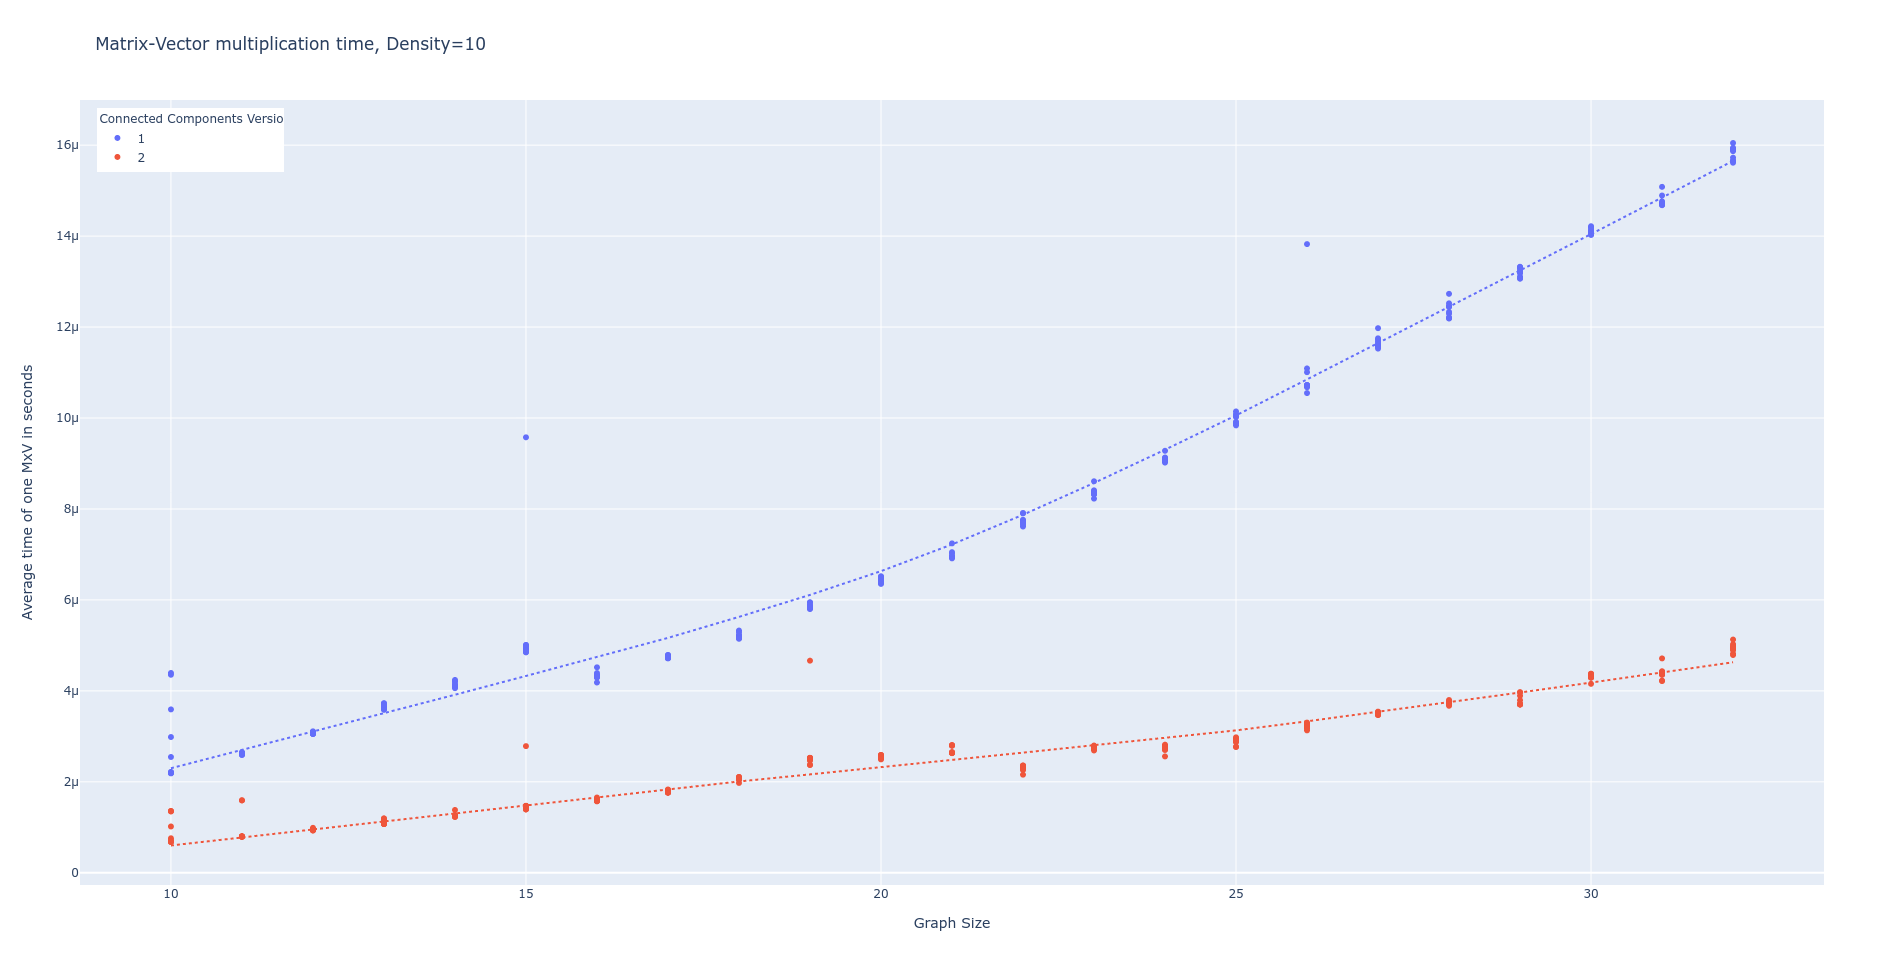 Matrix-Vector multiplication time, Density=10
Connected Components Versio
1
2
16μ
14μ
12μ
10μ
8μ
6μ
4μ
2μ
0
Average time of one MxV in seconds
10
15
20
25
30
Graph Size